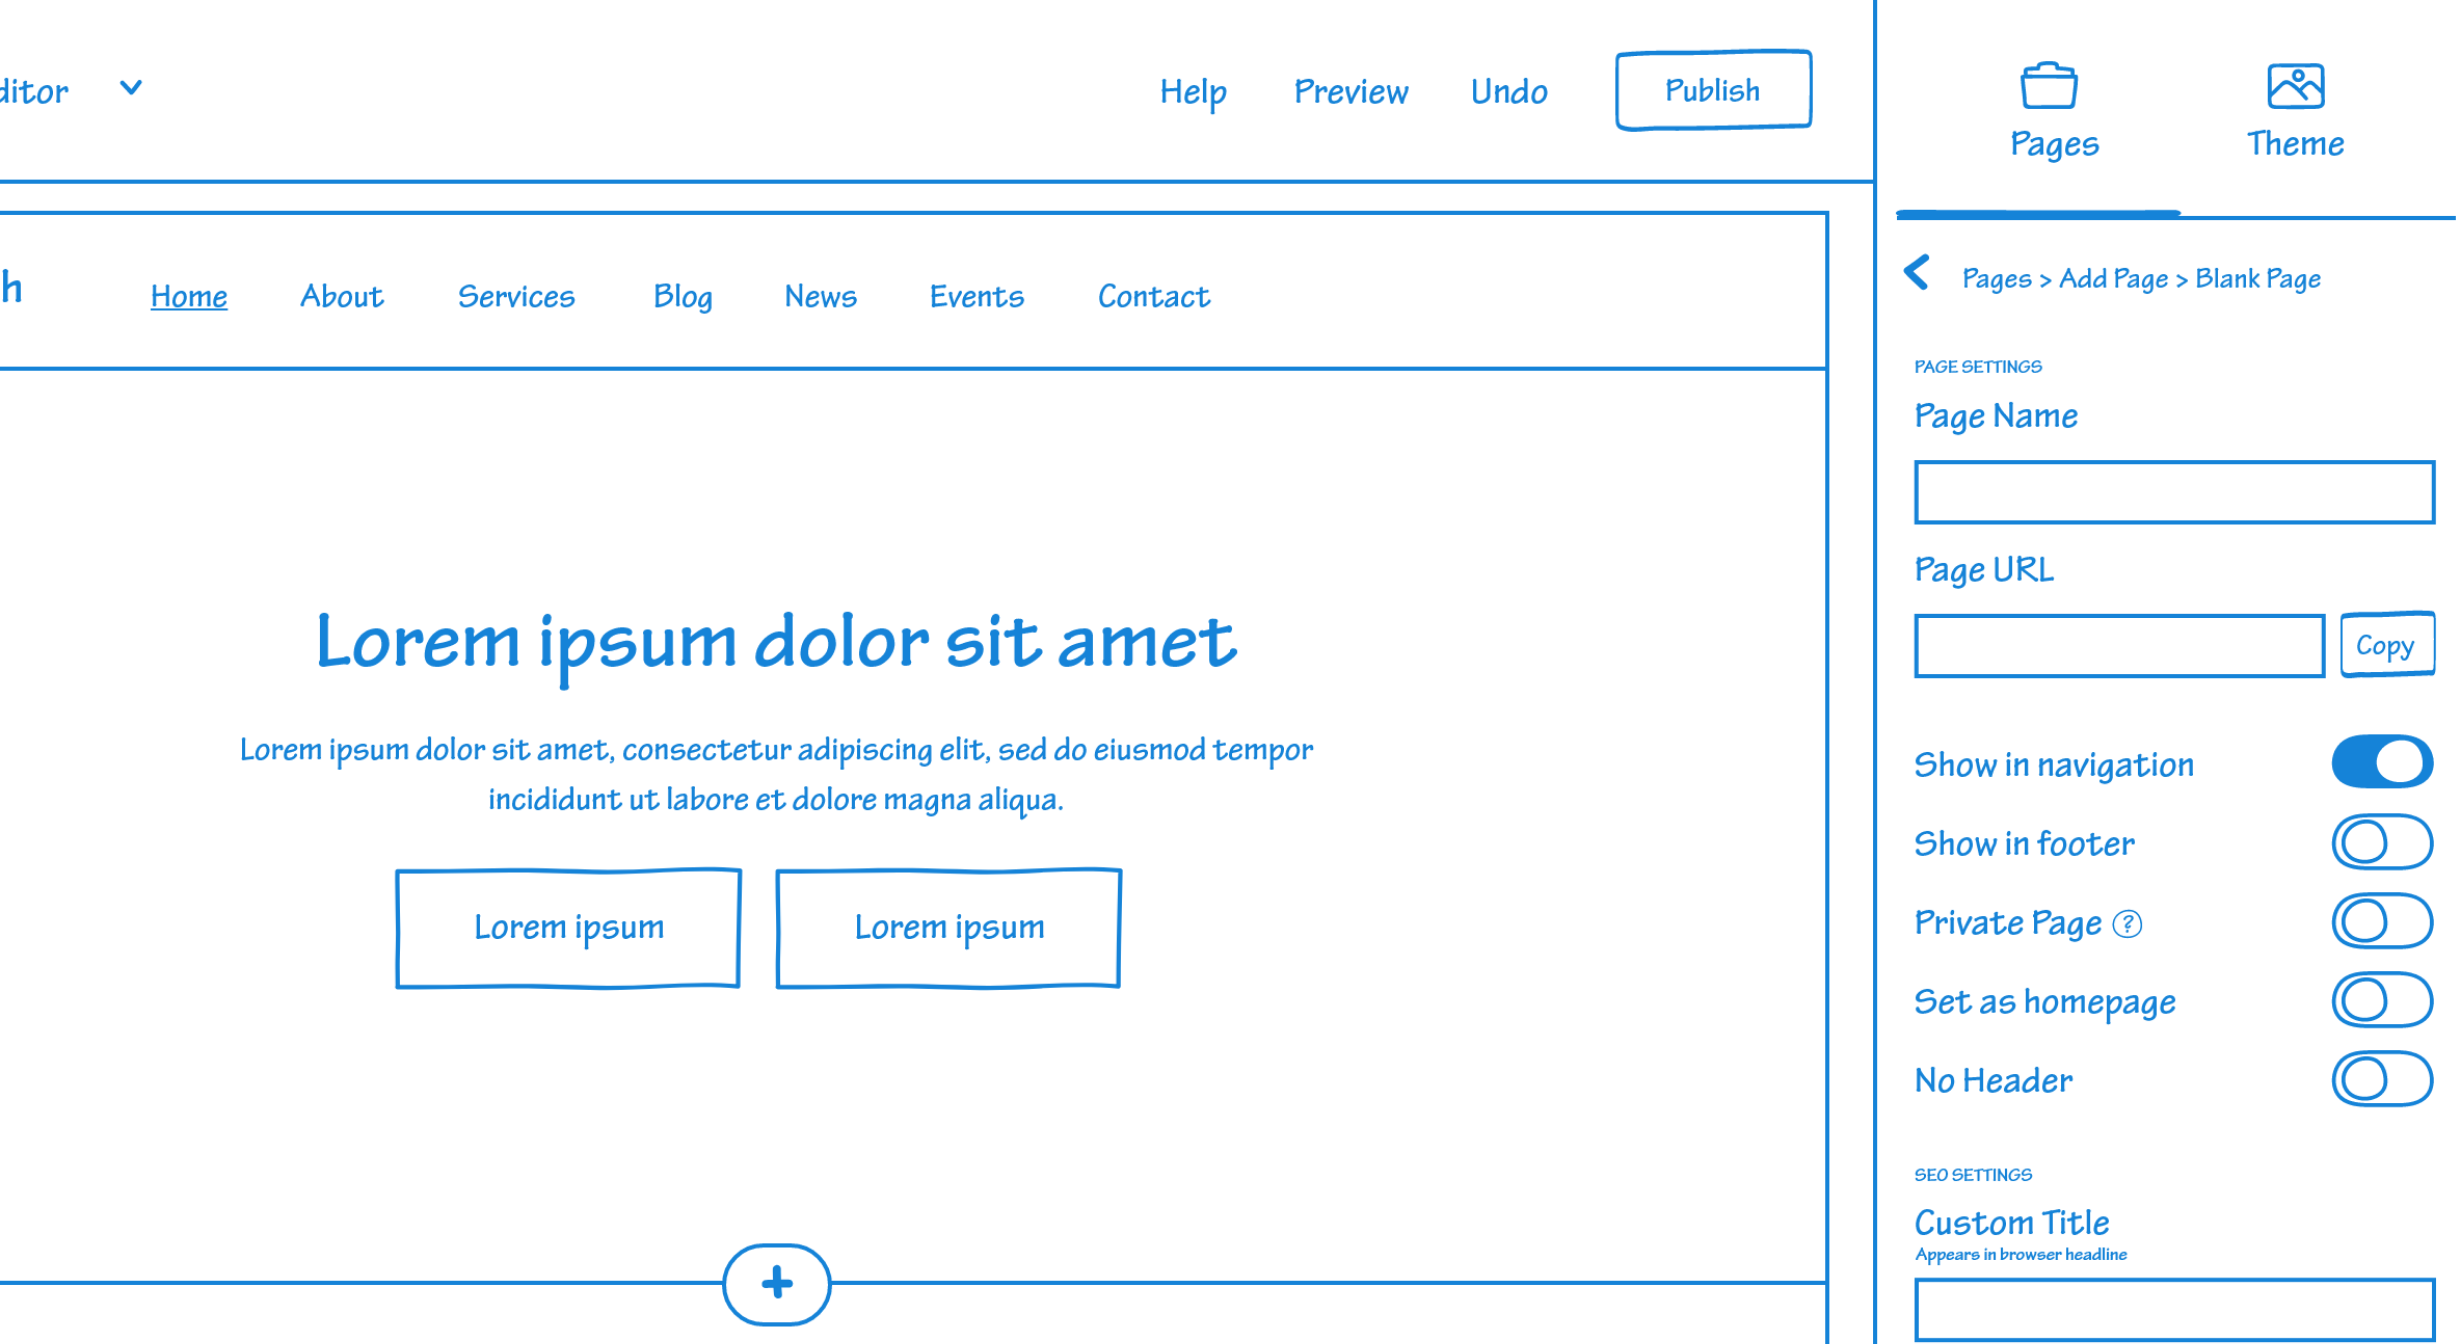 ditor
Help Preview Undo Publish
Pages Theme
h Home About Services Blog News Events Contact
Lorem ipsum dolor sit amet
Lorem ipsum dolor sit amet, consectetur adipiscing elit, sed do eiusmod tempor
incididunt ut labore et dolore magna aliqua.
Lorem ipsum Lorem ipsum
+
Pages > Add Page > Blank Page
PAGE SETTINGS
Page Name
Page URL
Copy
Show in navigation
Show in footer
Private Page ?
Set as homepage
No Header
SEO SETTINGS
Custom Title
Appears in browser headline